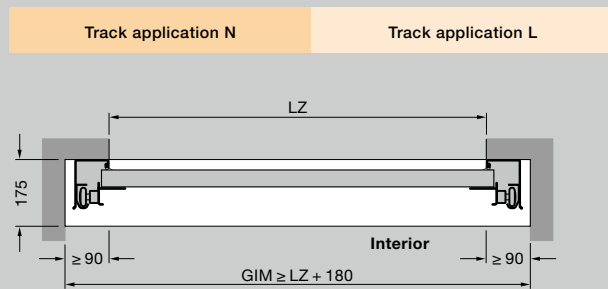 Track application N
Track application L
LZ
175
Interior
≥ 90
≥ 90
GIM ≥ LZ + 180